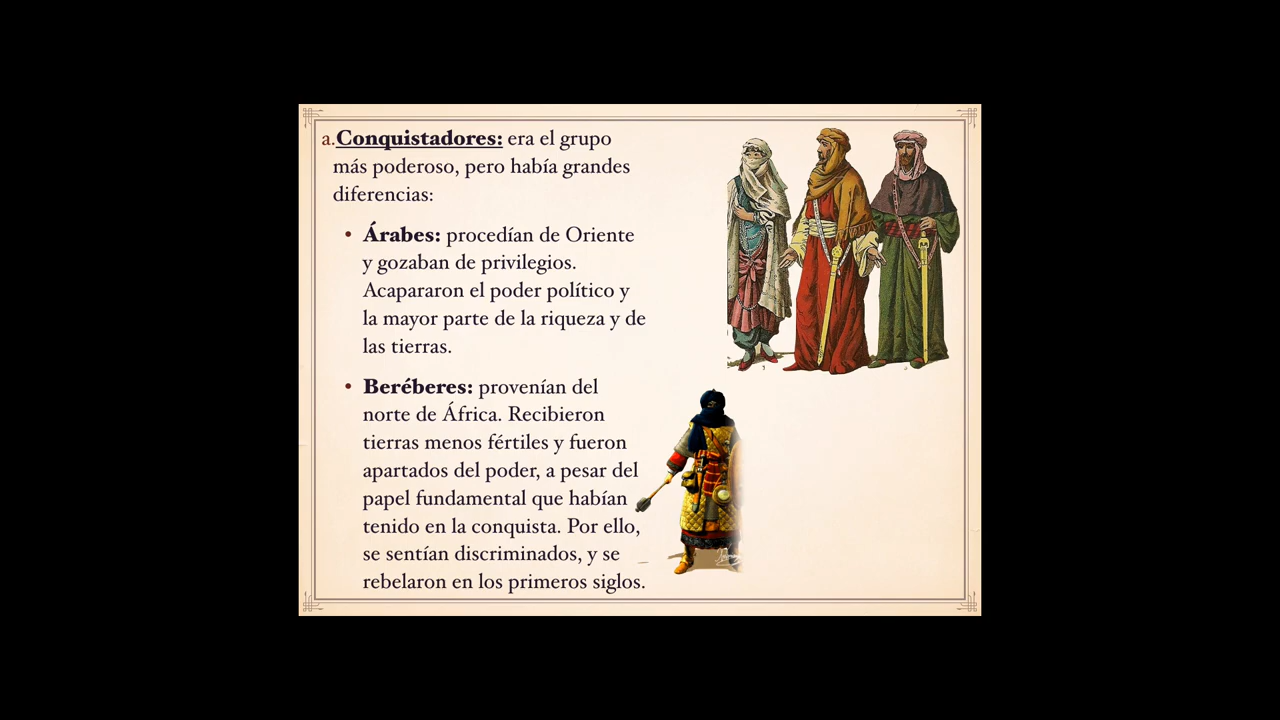 a.Conquistadores: era el grupo
más poderoso, pero había grandes
diferencias:
• Árabes: procedían de Oriente
y gozaban de privilegios.
Acapararon el poder político y
la mayor parte de la riqueza y de
las tierras.
• Beréberes: provenían del
norte de África. Recibieron
tierras menos fértiles y fueron
apartados del poder, a pesar del
papel fundamental que habían
tenido en la conquista. Por ello,
se sentían discriminados, y se
rebelaron en los primeros siglos.